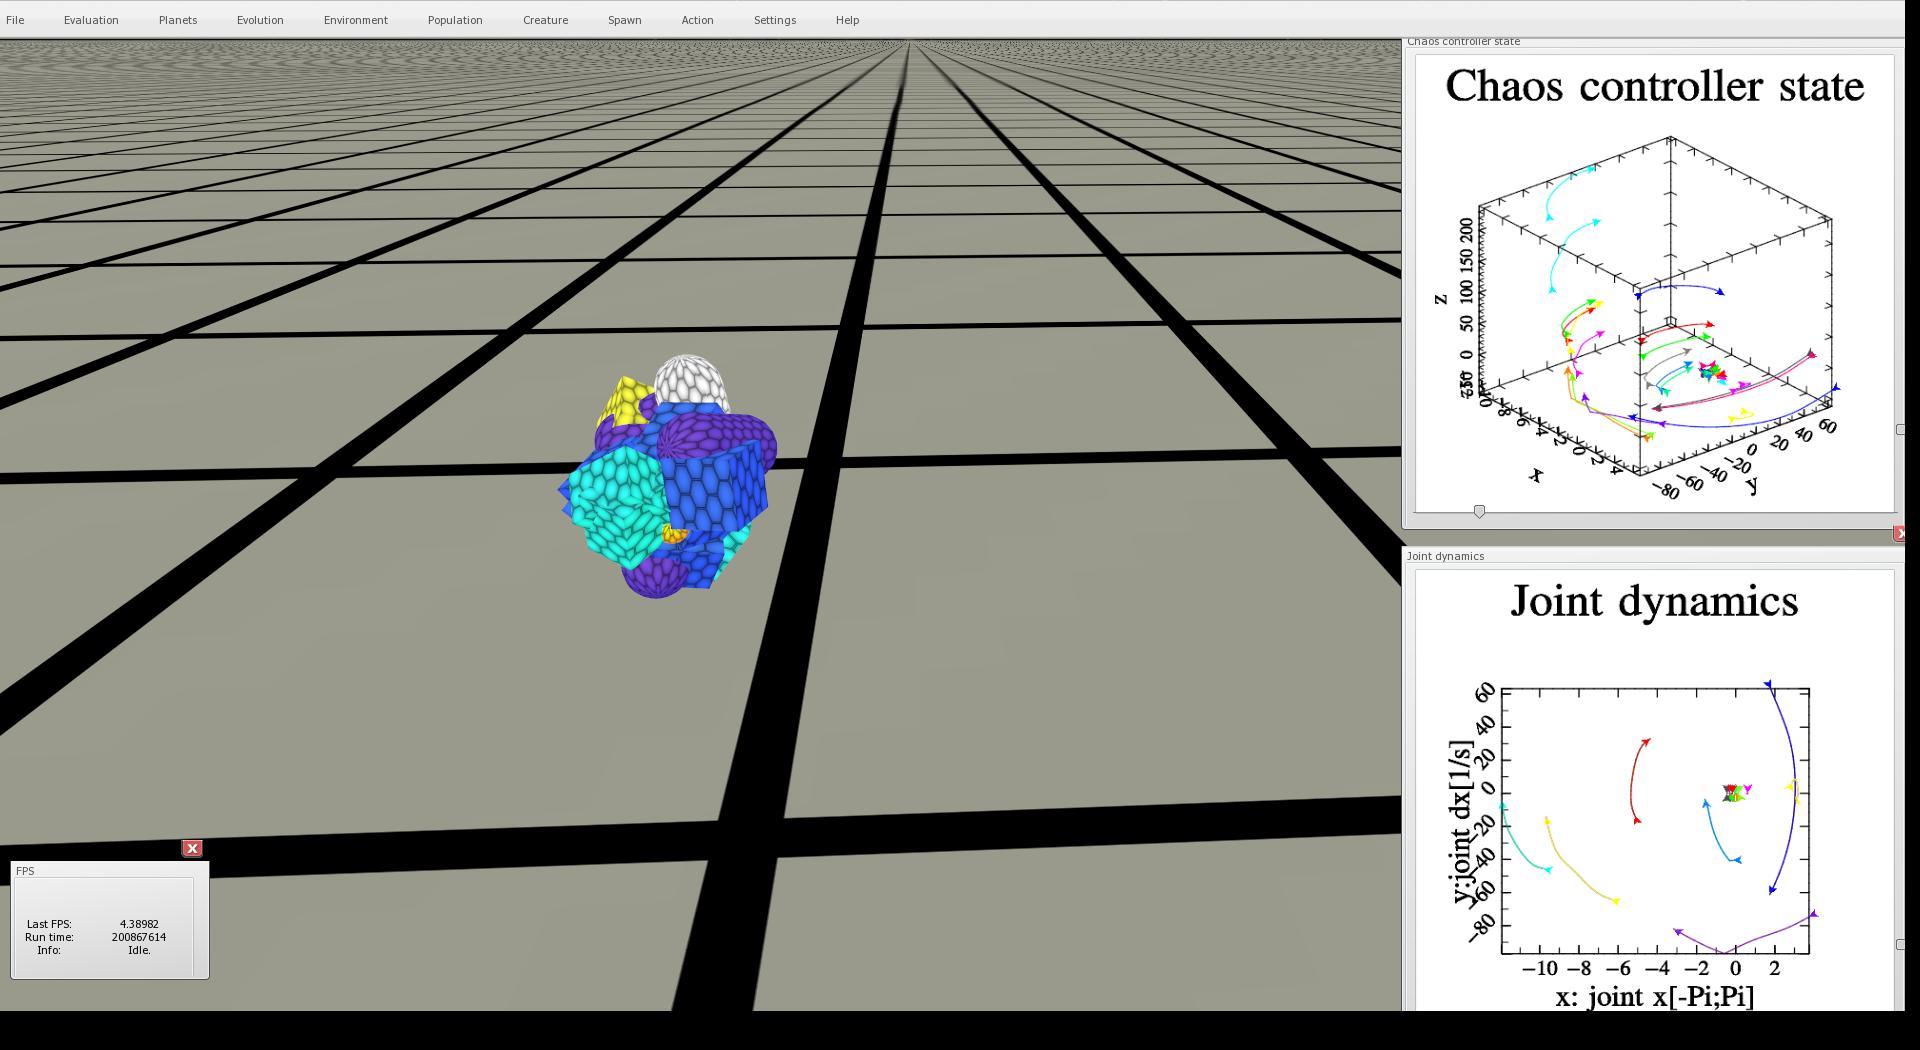 File Evaluation Planets Evolution Environment Population Creature Spawn Action Settings Help
Chaos controller state
Chaos controller state
200
150
100
50
0
z
x
4
0
20
40
60
−20
−40
−60
−80
y
Joint dynamics
Joint dynamics
60
40
20
0
−20
−40
−60
−80
y:joint dx[1/s]
−10 −8 −6 −4 −2 0 2
x: joint x[-Pi;Pi]
X
FPS
Last FPS: 4.38982
Run time: 200867614
Info: Idle.